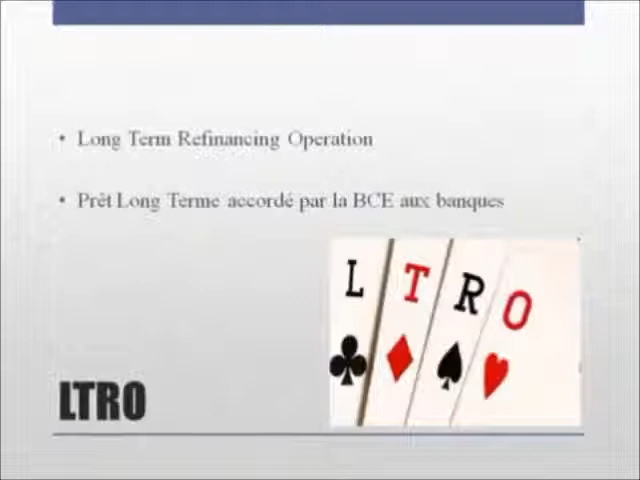 • Long Term Refinancing Operation
• Prêt Long Terme accordé par la BCE aux banques
L T R O
LTRO